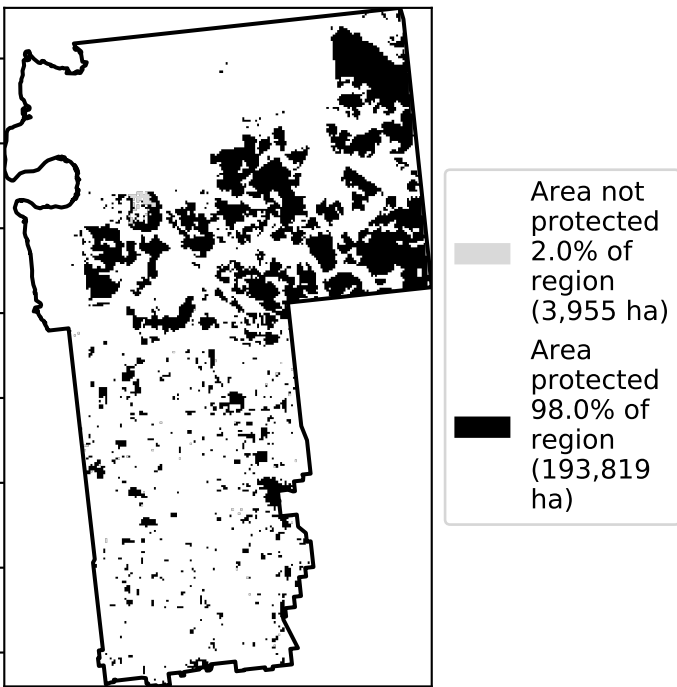 Area not
protected
2.0% of
region
(3,955 ha)
Area
protected
98.0% of
region
(193,819
ha)